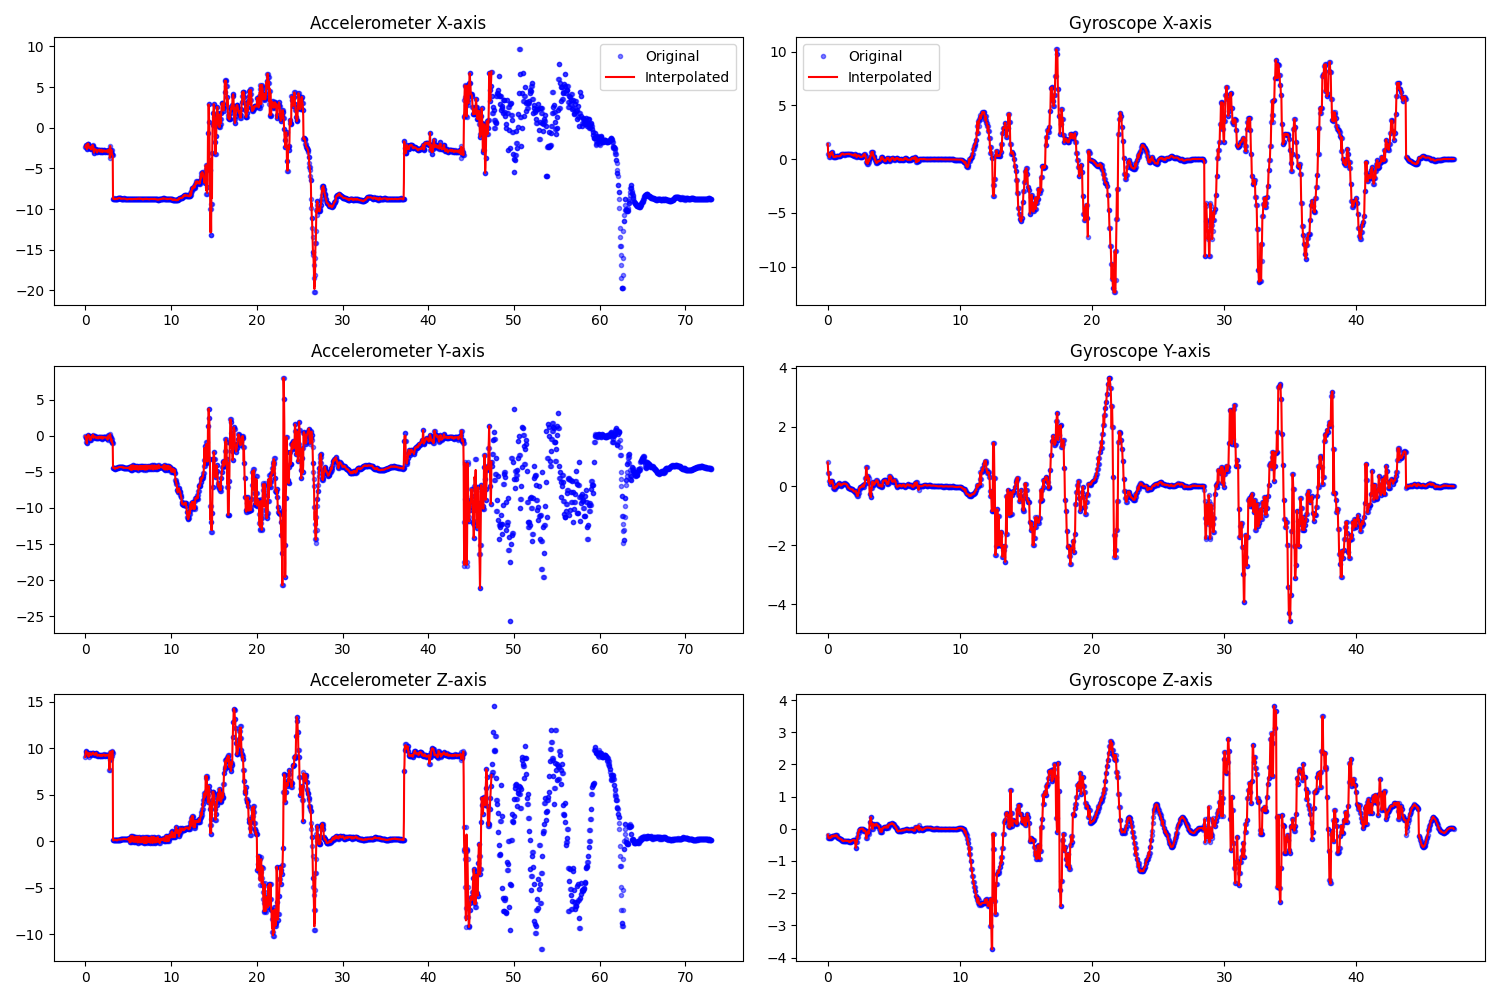 Accelerometer X-axis
10
5
0
−5
−10
−15
−20
Original
Interpolated
0 10 20 30 40 50 60 70
Gyroscope X-axis
10
5
0
−5
−10
Original
Interpolated
0 10 20 30 40
Accelerometer Y-axis
5
0
−5
−10
−15
−20
−25
0 10 20 30 40 50 60 70
Gyroscope Y-axis
4
2
0
−2
−4
0 10 20 30 40
Accelerometer Z-axis
15
10
5
0
−5
−10
0 10 20 30 40 50 60 70
Gyroscope Z-axis
4
3
2
1
0
−1
−2
−3
−4
0 10 20 30 40